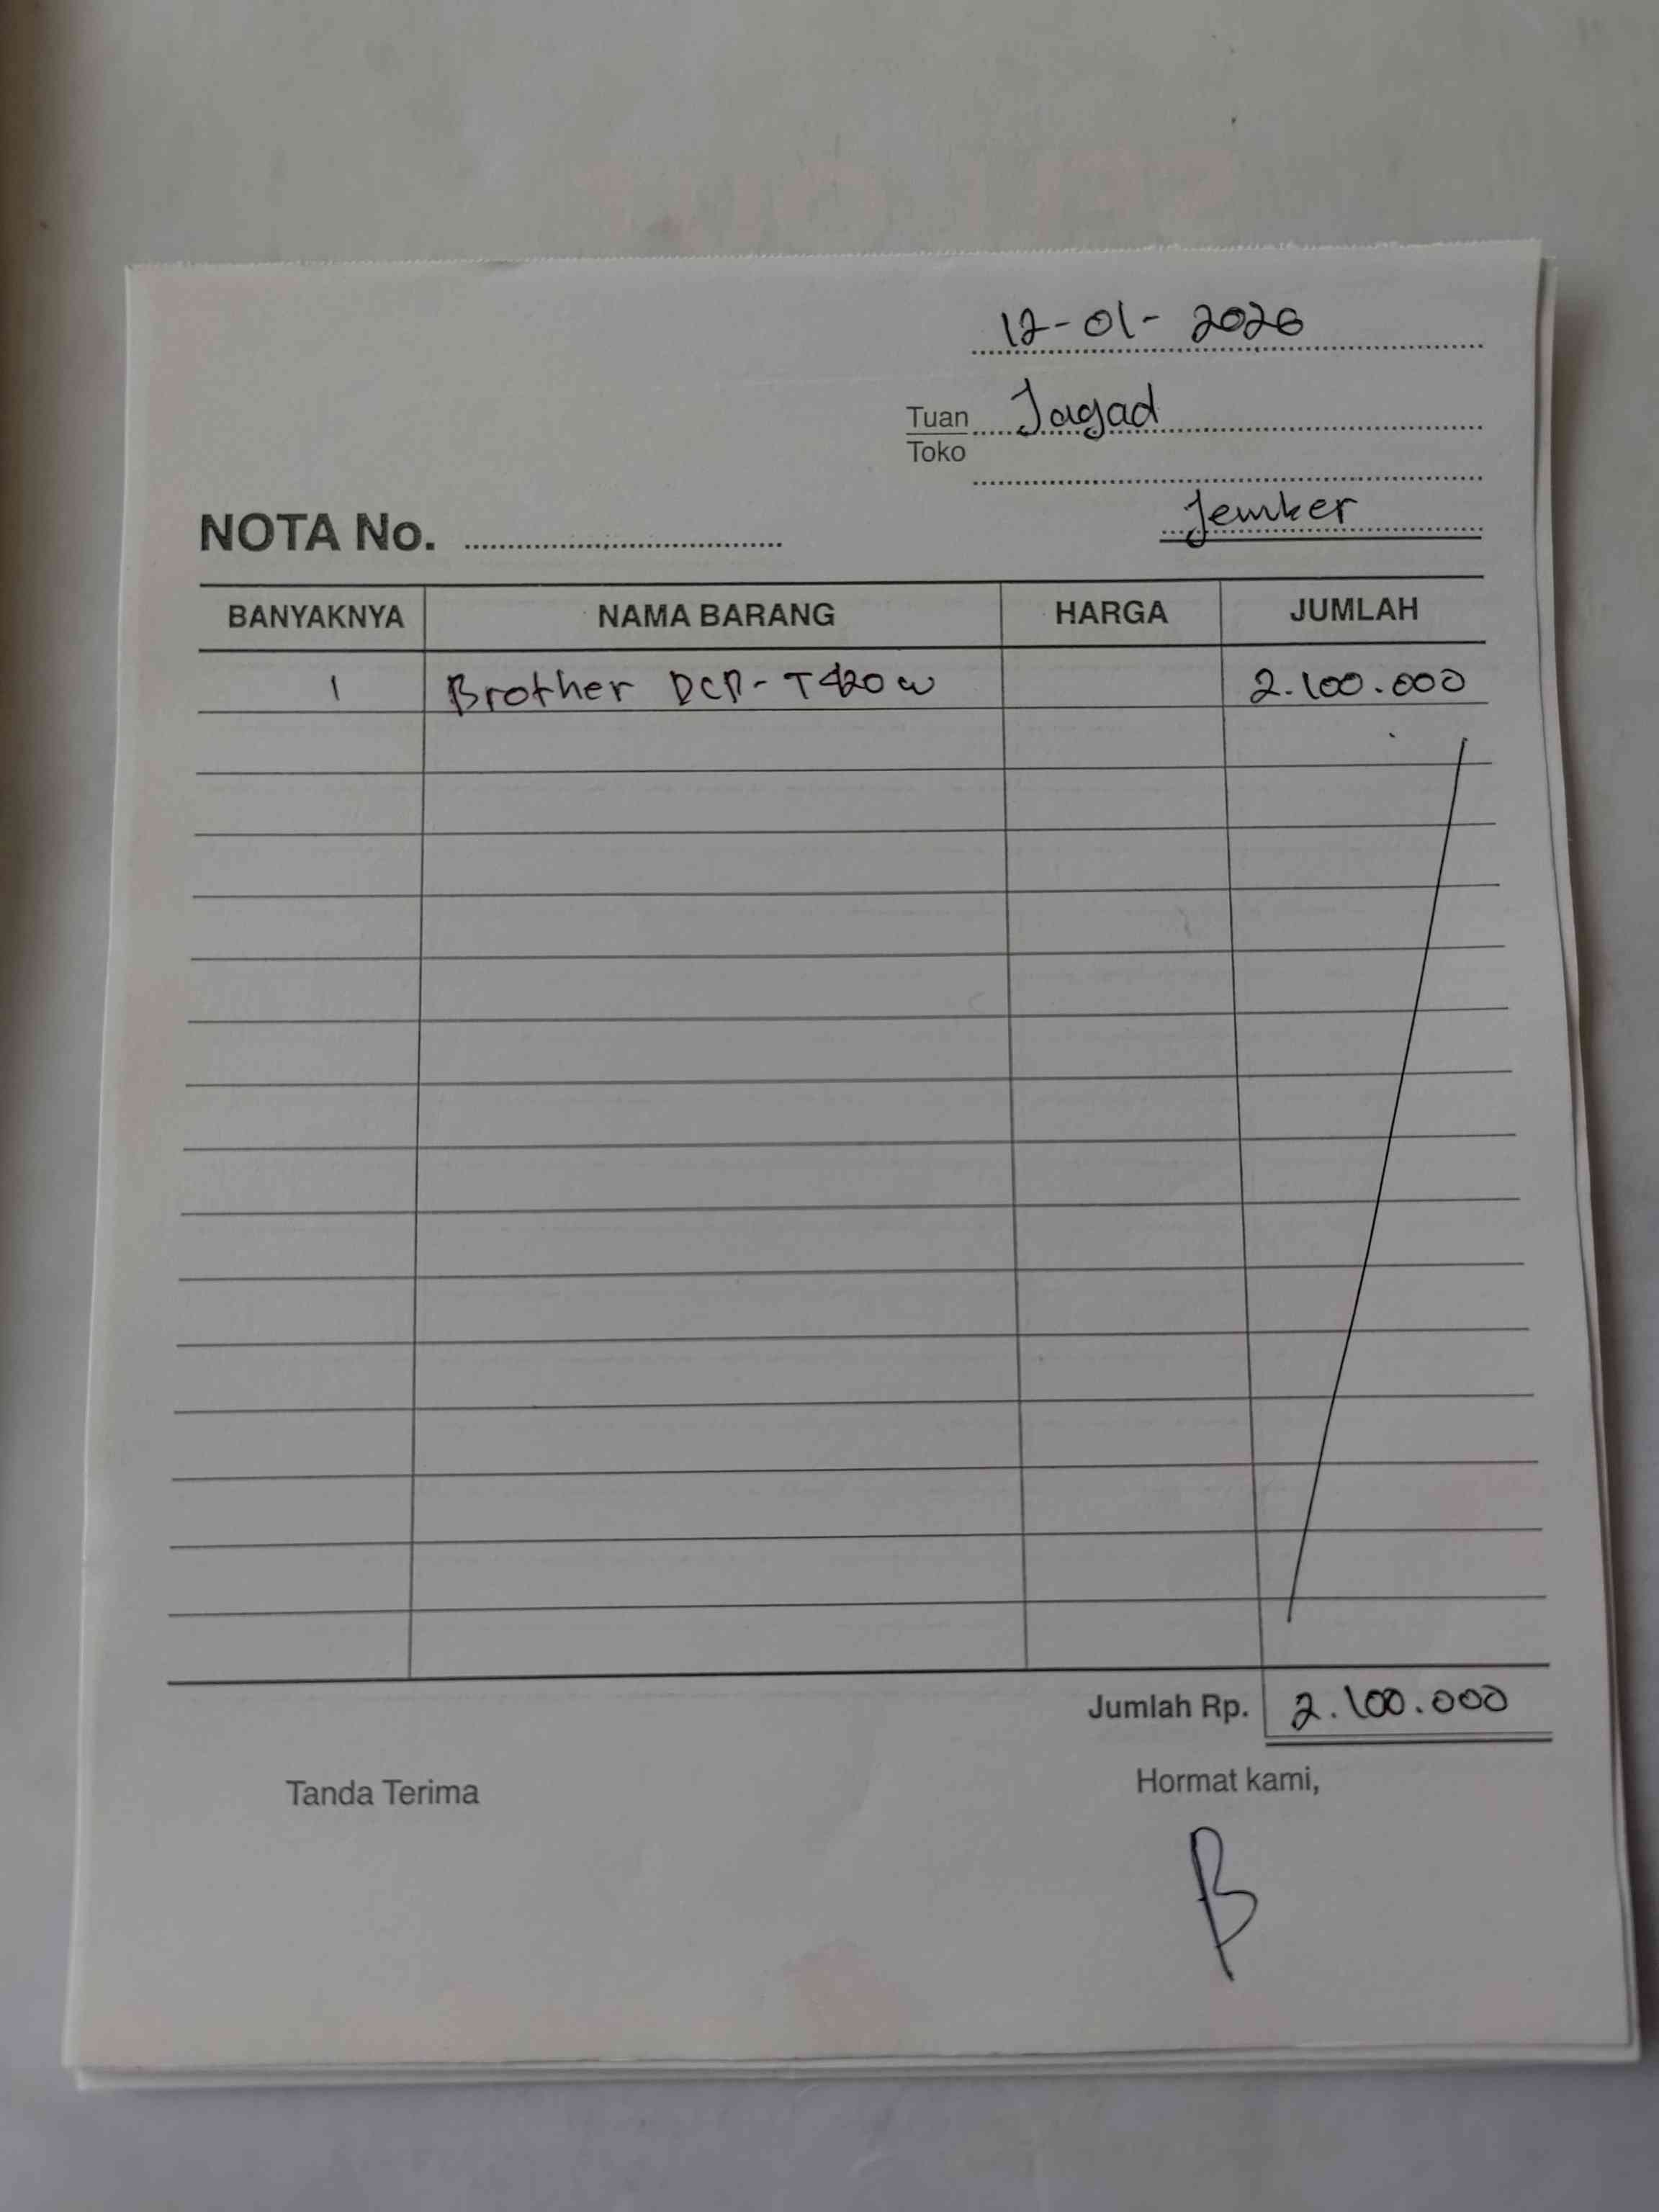 12-01-2026
Tuan Jagad
Toko
Jember
NOTA No.
BANYAKNYA NAMA BARANG HARGA JUMLAH
1 Brother DCP-T420w 2.100.000
Jumlah Rp. 2.100.000
Tanda Terima Hormat kami,